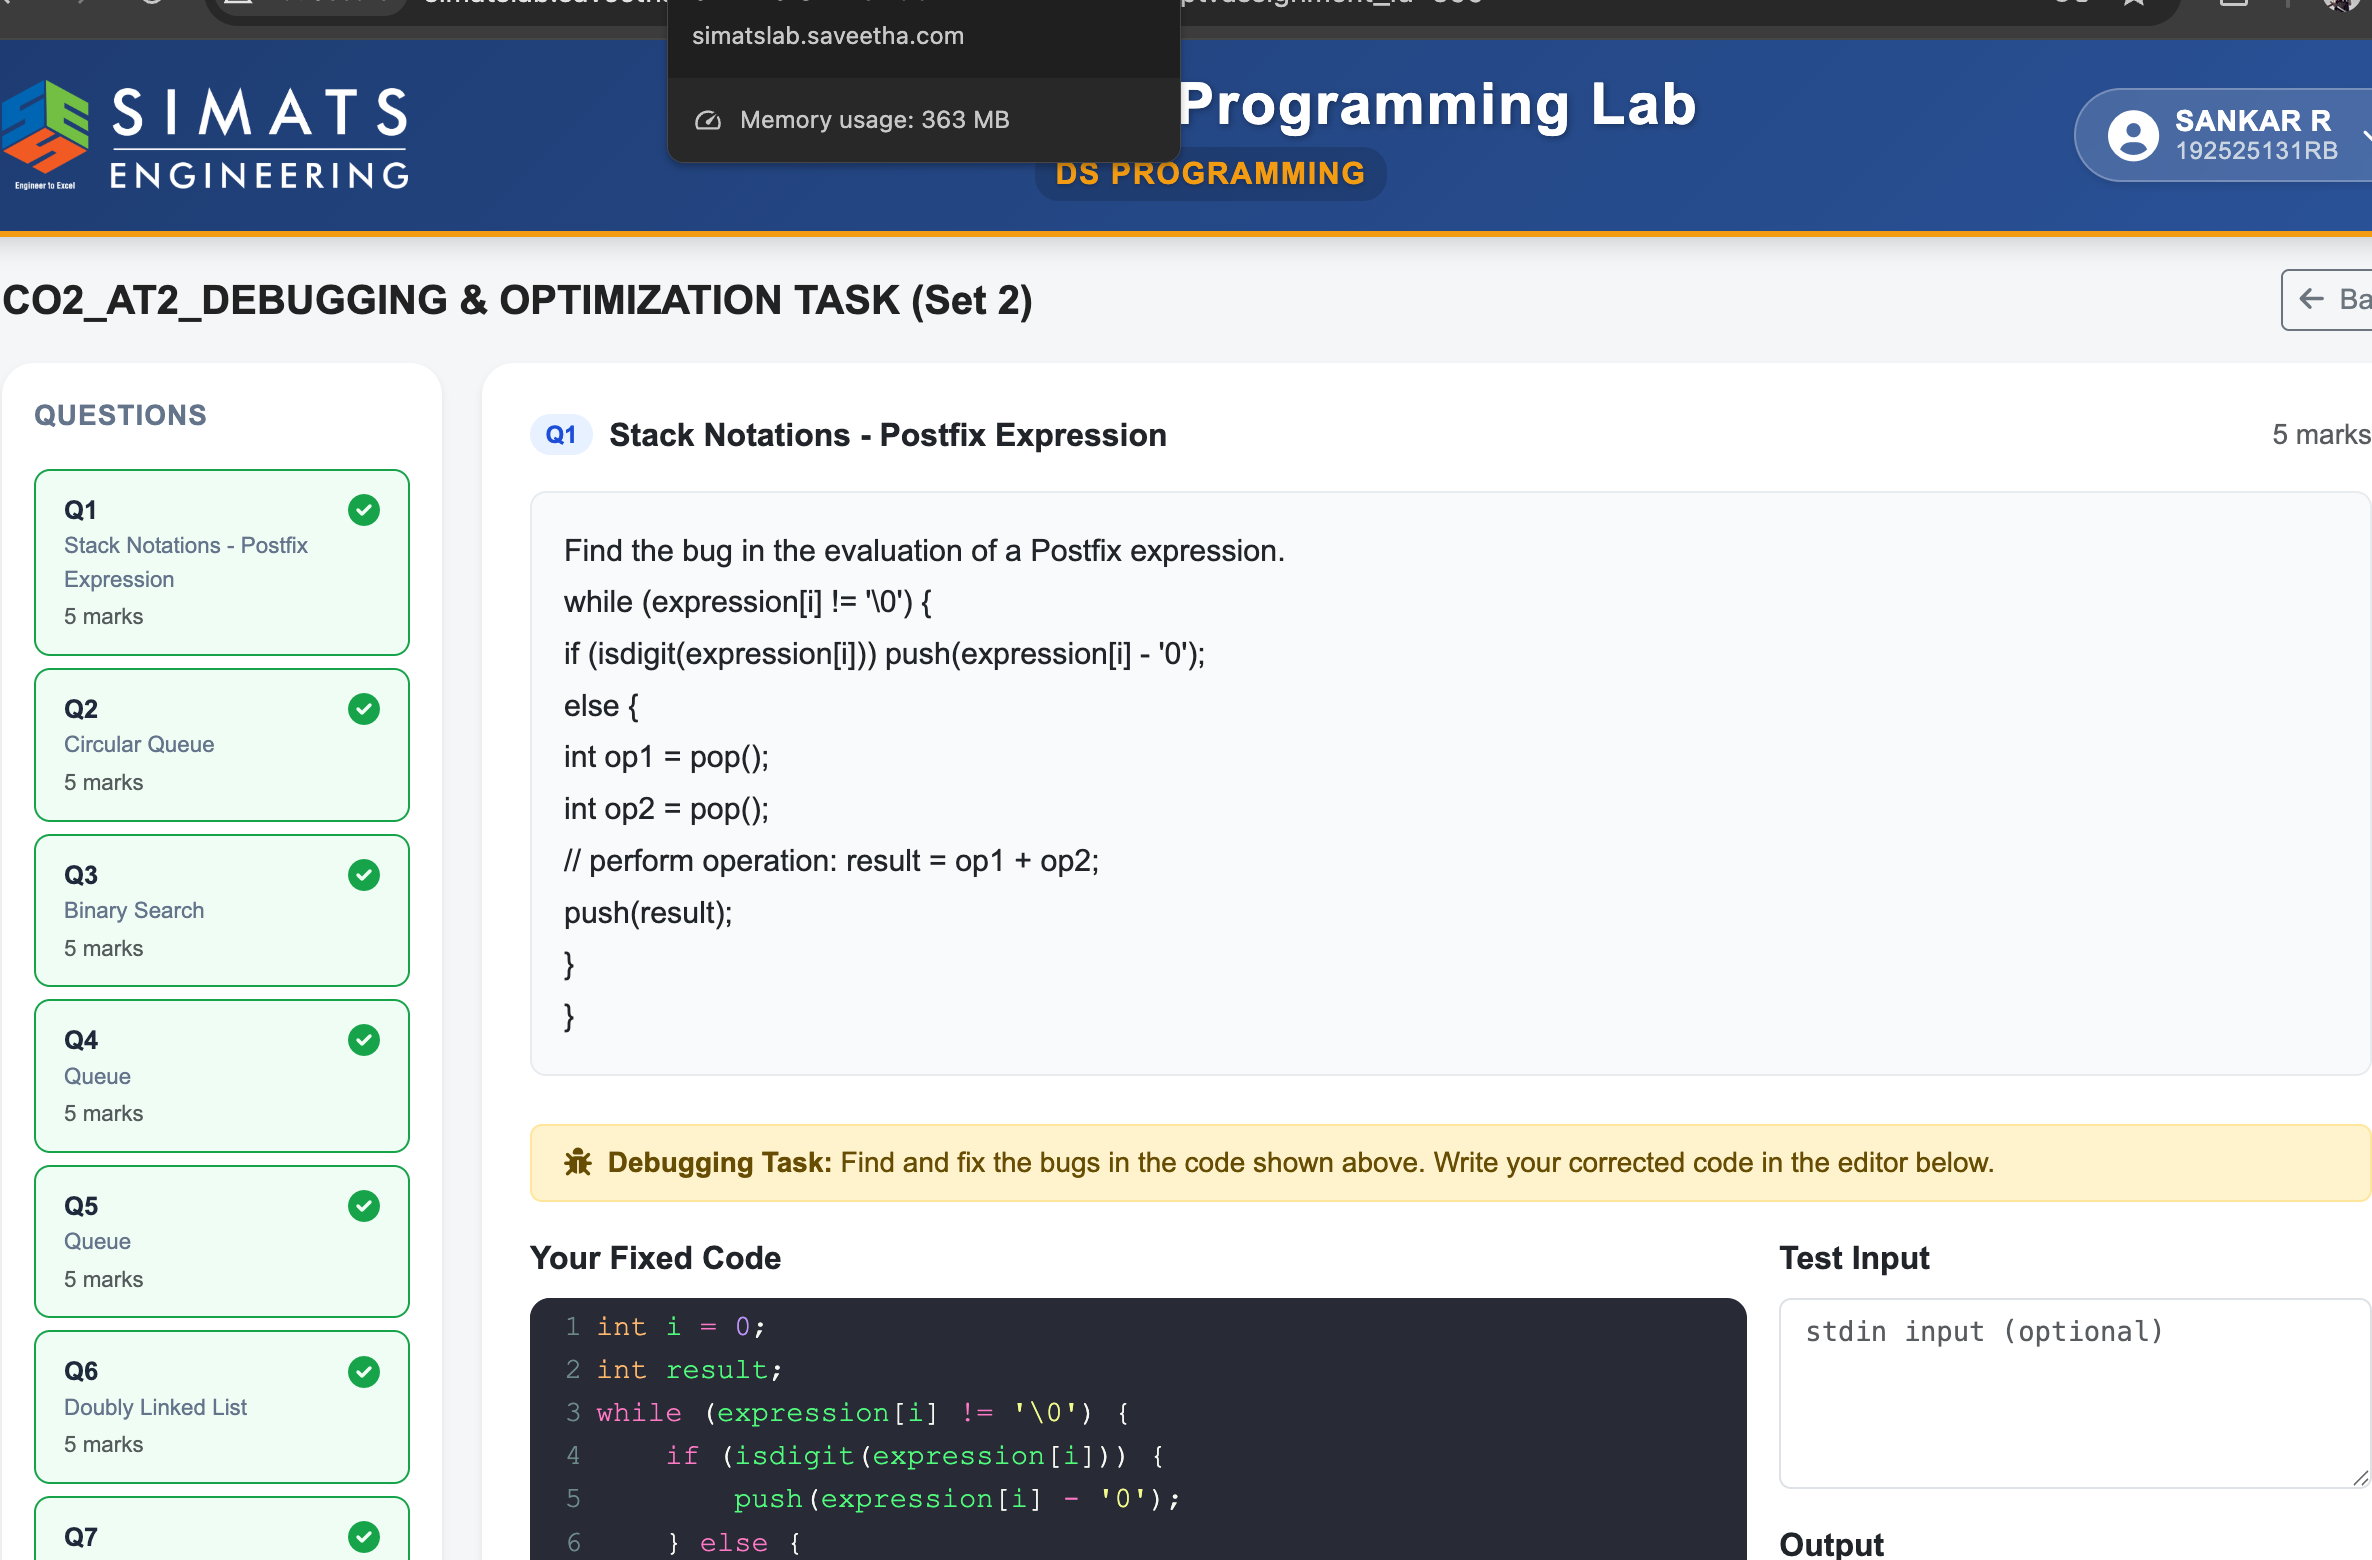 simatslab.saveetha.com
Memory usage: 363 MB
SIMATS
ENGINEERING
Engineer to Excel
Programming Lab
DS PROGRAMMING
SANKAR R
192525131RB
CO2_AT2_DEBUGGING & OPTIMIZATION TASK (Set 2)
QUESTIONS
Q1
Stack Notations - Postfix
Expression
5 marks
Q2
Circular Queue
5 marks
Q3
Binary Search
5 marks
Q4
Queue
5 marks
Q5
Queue
5 marks
Q6
Doubly Linked List
5 marks
Q7
Q1 Stack Notations - Postfix Expression
5 marks
Find the bug in the evaluation of a Postfix expression.
while (expression[i] != '\0') {
if (isdigit(expression[i])) push(expression[i] - '0');
else {
int op1 = pop();
int op2 = pop();
// perform operation: result = op1 + op2;
push(result);
}
}
Debugging Task: Find and fix the bugs in the code shown above. Write your corrected code in the editor below.
Your Fixed Code
1 int i = 0;
2 int result;
3 while (expression[i] != '\0') {
4 if (isdigit(expression[i])) {
5 push(expression[i] - '0');
6 } else {
Test Input
stdin input (optional)
Output